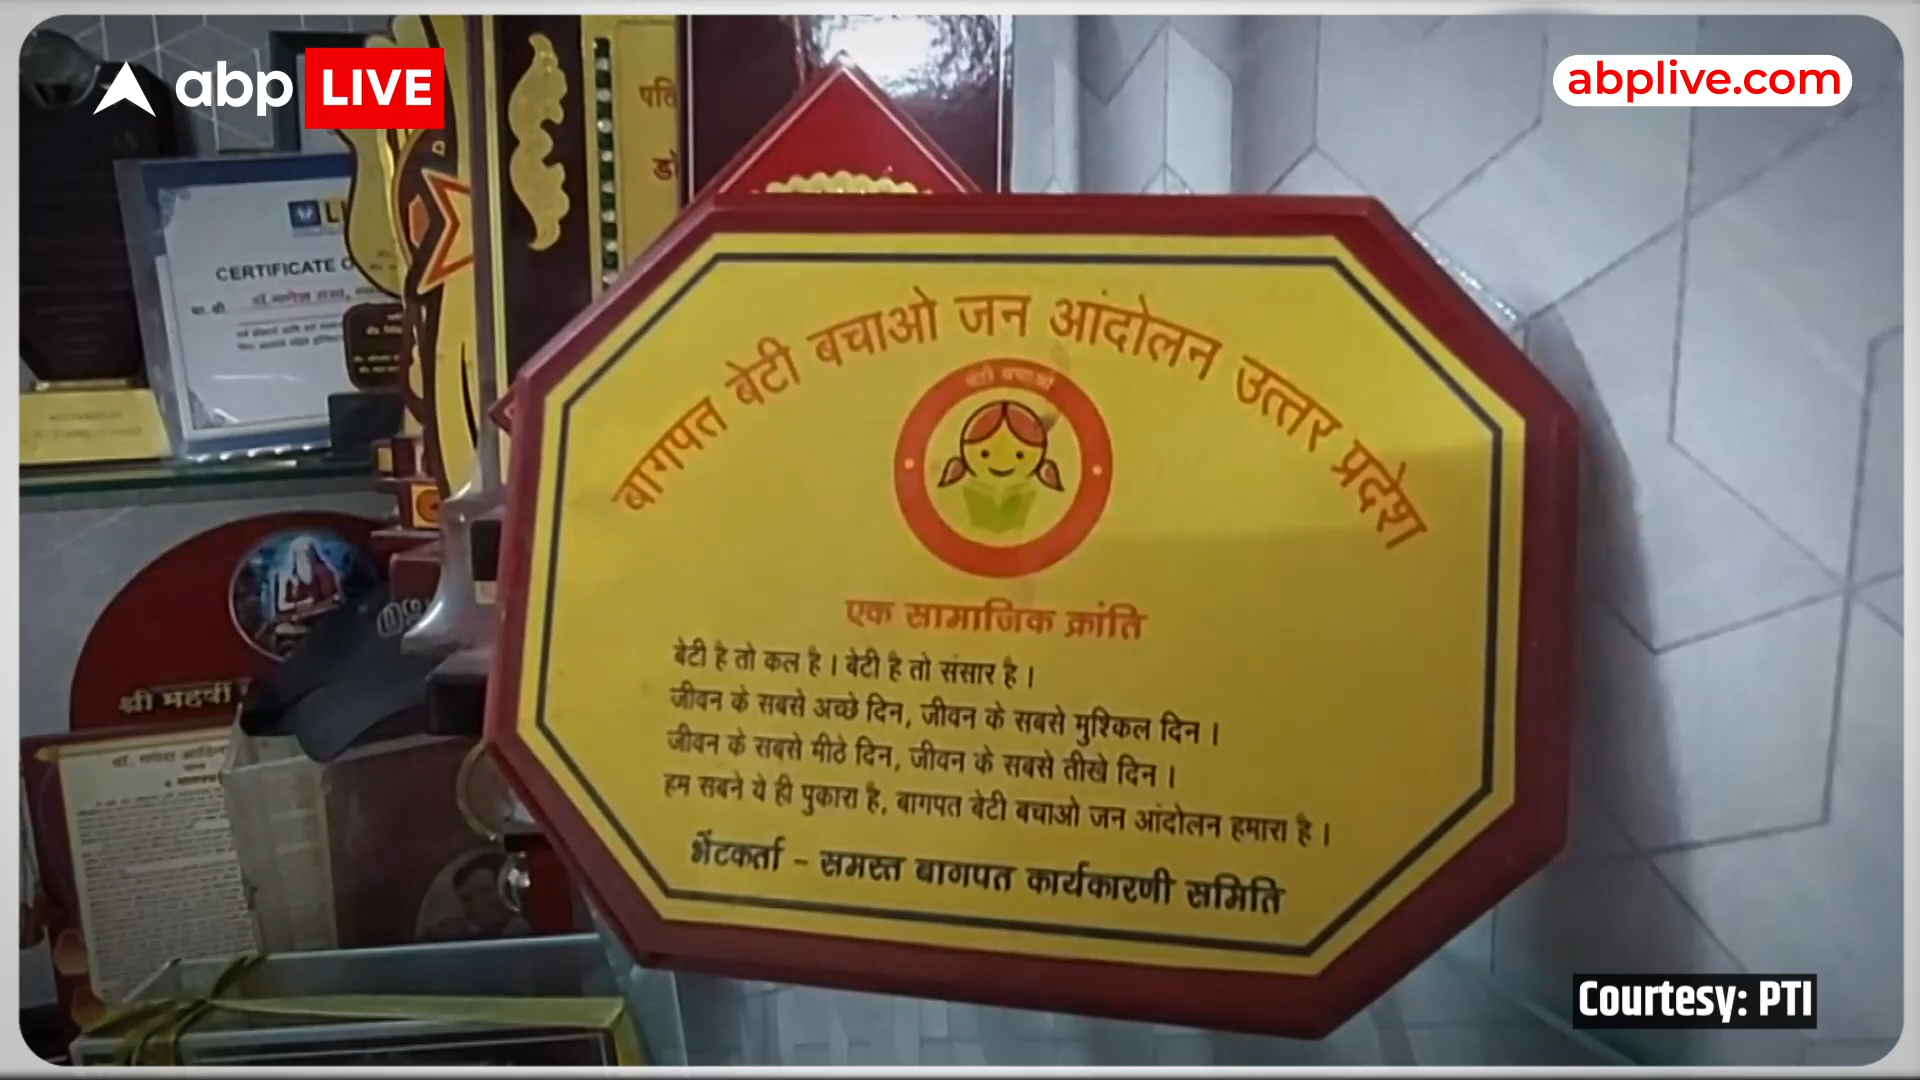 abp LIVE
abplive.com
CERTIFICATE
बागपत बेटी बचाओ जन आंदोलन उत्तर प्रदेश
बेटी बचाओ
एक सामाजिक क्रांति
बेटी है तो कल है । बेटी है तो संसार है ।
जीवन के सबसे अच्छे दिन, जीवन के सबसे मुश्किल दिन ।
जीवन के सबसे मीठे दिन, जीवन के सबसे तीखे दिन ।
हम सबने ये ही पुकारा है, बागपत बेटी बचाओ जन आंदोलन हमारा है ।
भेंटकर्ता - समस्त बागपत कार्यकारणी समिति
श्री महर्षी
Courtesy: PTI